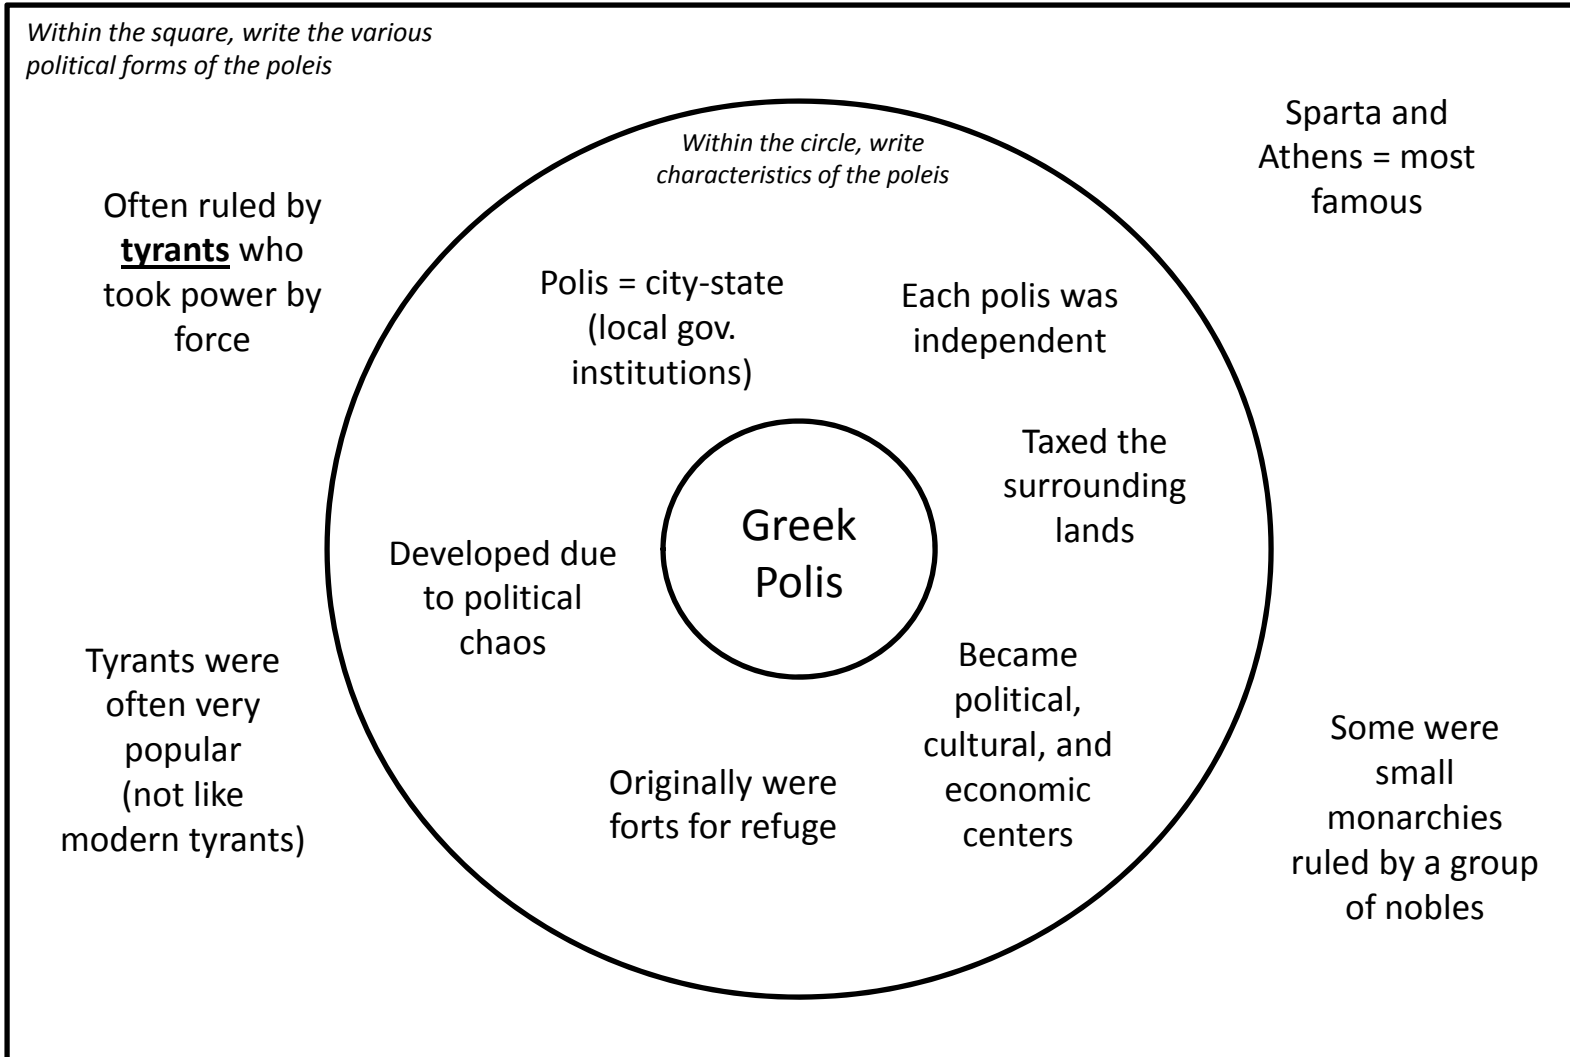 Within the square, write the various
political forms of the poleis
Within the circle, write
characteristics of the poleis
Sparta and
Athens = most
famous
Often ruled by
tyrants who
took power by
force
Polis = city-state
(local gov.
institutions)
Each polis was
independent
Taxed the
surrounding
lands
Greek
Polis
Developed due
to political
chaos
Tyrants were
often very
popular
(not like
modern tyrants)
Originally were
forts for refuge
Became
political,
cultural, and
economic
centers
Some were
small
monarchies
ruled by a group
of nobles